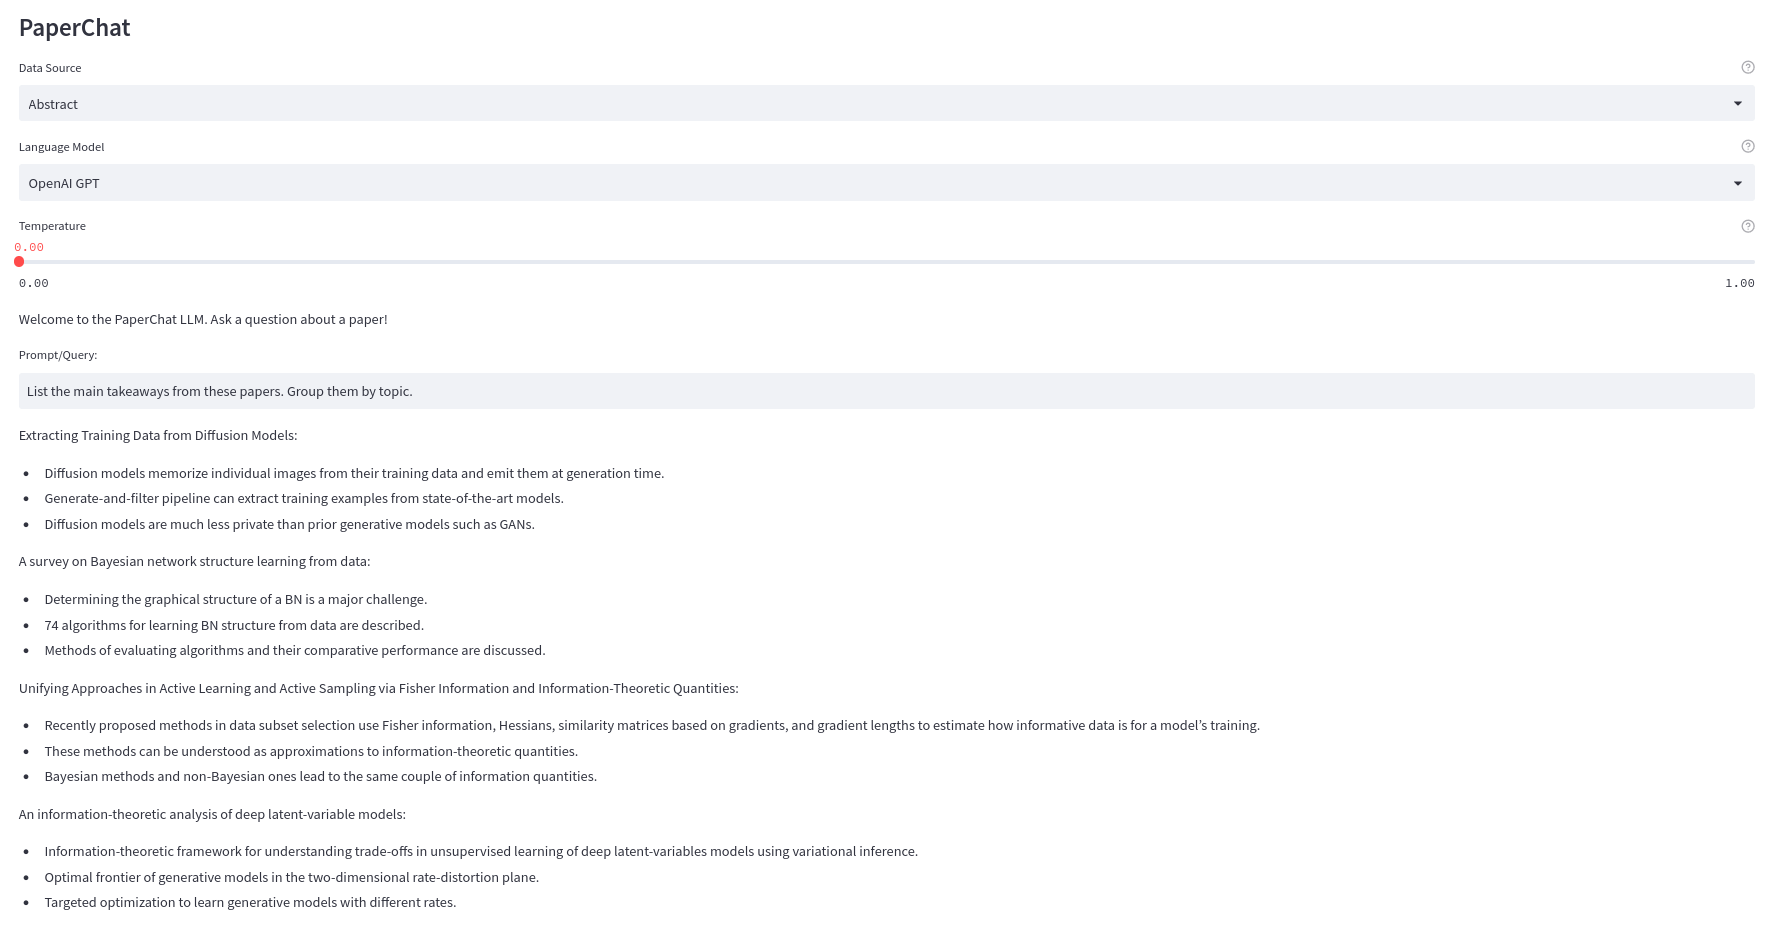 PaperChat
Data Source
Abstract
Language Model
OpenAI GPT
Temperature
0.00
0.00
1.00
Welcome to the PaperChat LLM. Ask a question about a paper!
Prompt/Query:
List the main takeaways from these papers. Group them by topic.
Extracting Training Data from Diffusion Models:
• Diffusion models memorize individual images from their training data and emit them at generation time.
• Generate-and-filter pipeline can extract training examples from state-of-the-art models.
• Diffusion models are much less private than prior generative models such as GANs.
A survey on Bayesian network structure learning from data:
• Determining the graphical structure of a BN is a major challenge.
• 74 algorithms for learning BN structure from data are described.
• Methods of evaluating algorithms and their comparative performance are discussed.
Unifying Approaches in Active Learning and Active Sampling via Fisher Information and Information-Theoretic Quantities:
• Recently proposed methods in data subset selection use Fisher information, Hessians, similarity matrices based on gradients, and gradient lengths to estimate how informative data is for a model’s training.
• These methods can be understood as approximations to information-theoretic quantities.
• Bayesian methods and non-Bayesian ones lead to the same couple of information quantities.
An information-theoretic analysis of deep latent-variable models:
• Information-theoretic framework for understanding trade-offs in unsupervised learning of deep latent-variables models using variational inference.
• Optimal frontier of generative models in the two-dimensional rate-distortion plane.
• Targeted optimization to learn generative models with different rates.